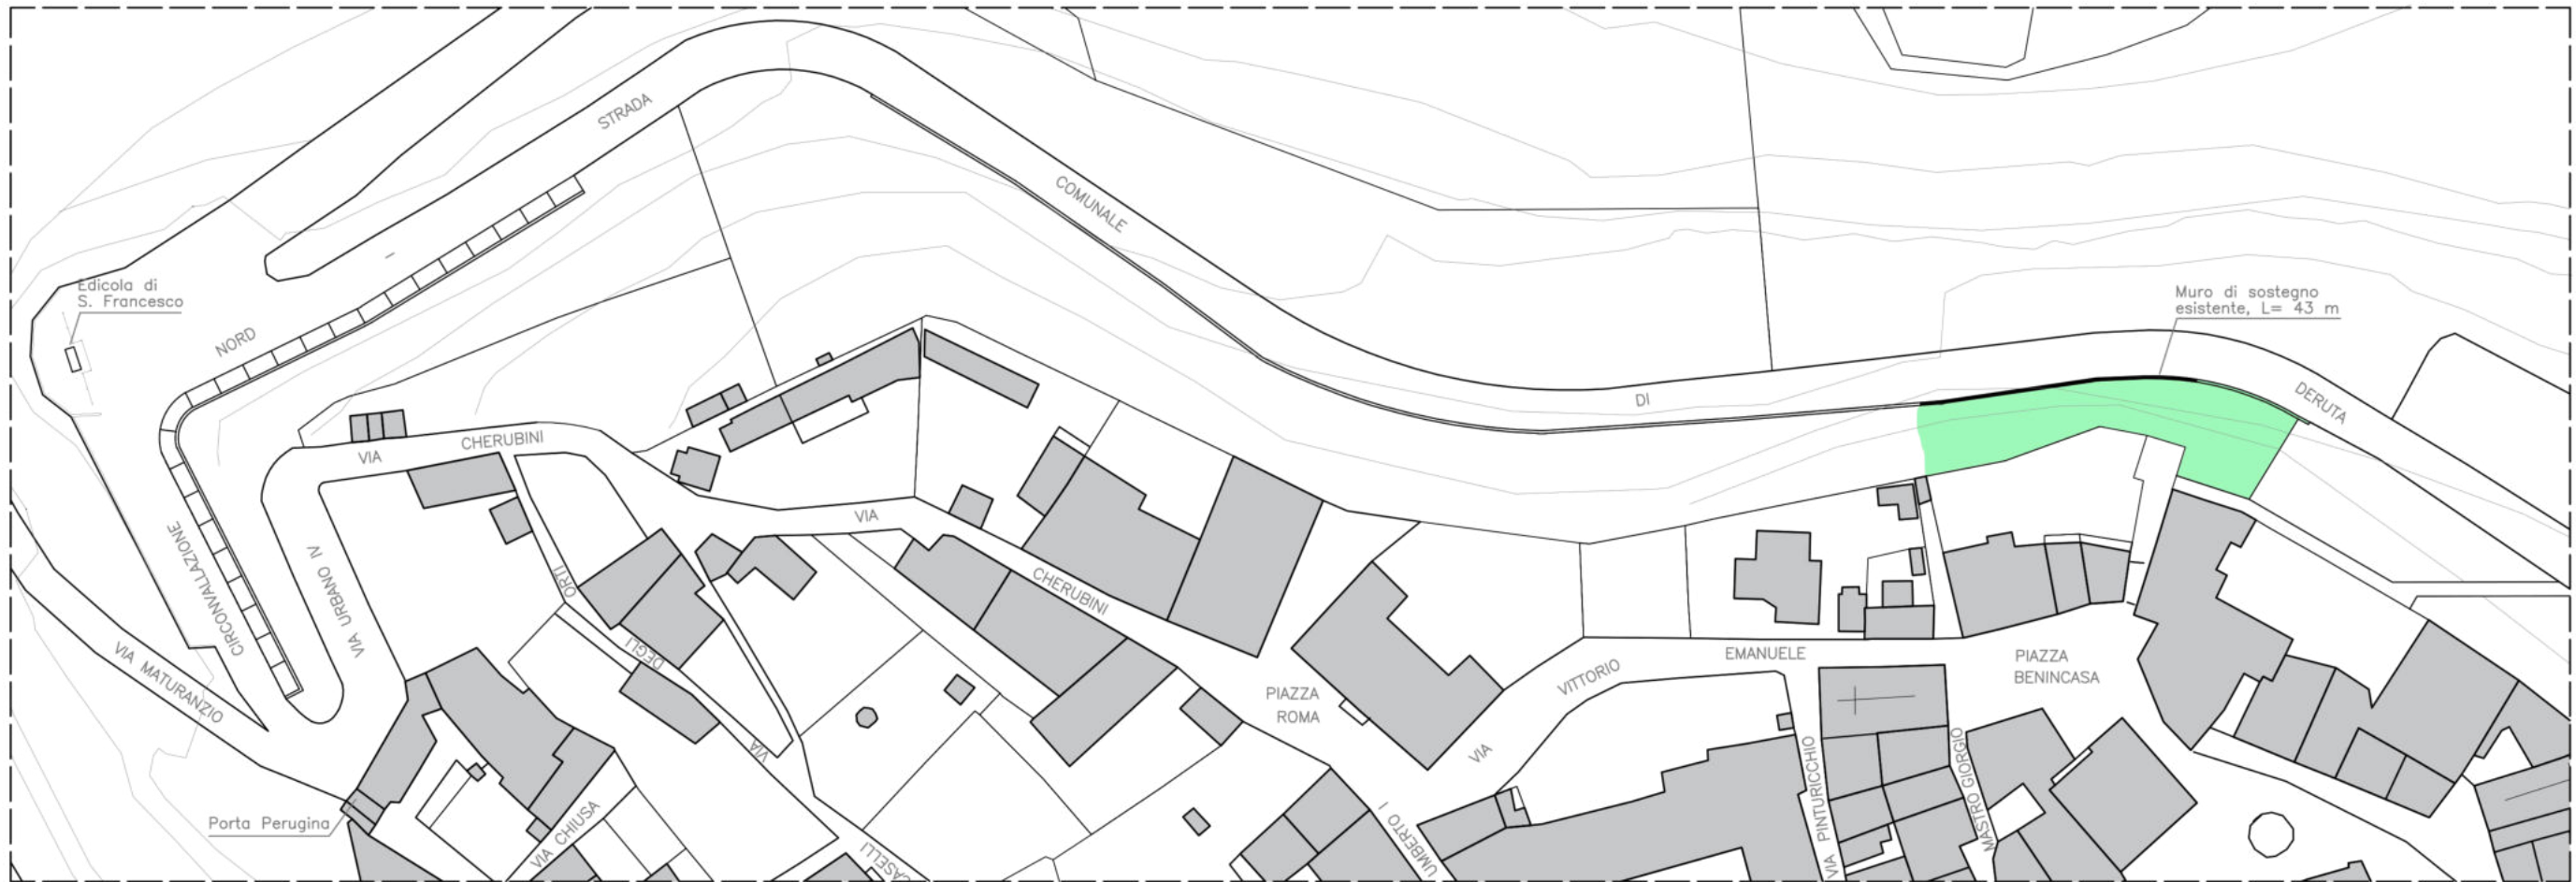 STRADA
COMUNALE
DI
DERUTA
Edicola di
S. Francesco
Muro di sostegno
esistente, L= 43 m
NORD
CIRCONVALLAZIONE
VIA URBANO IV
VIA
CHERUBINI
VIA
CHERUBINI
ORTI
DEGLI
VIA
VIA MATURANZIO
Porta Perugina
VIA CHIUSA
CASELLI
PIAZZA
ROMA
UMBERTO I
VIA
VITTORIO
EMANUELE
PIAZZA
BENINCASA
VIA PINTURICCHIO
MASTRO GIORGIO